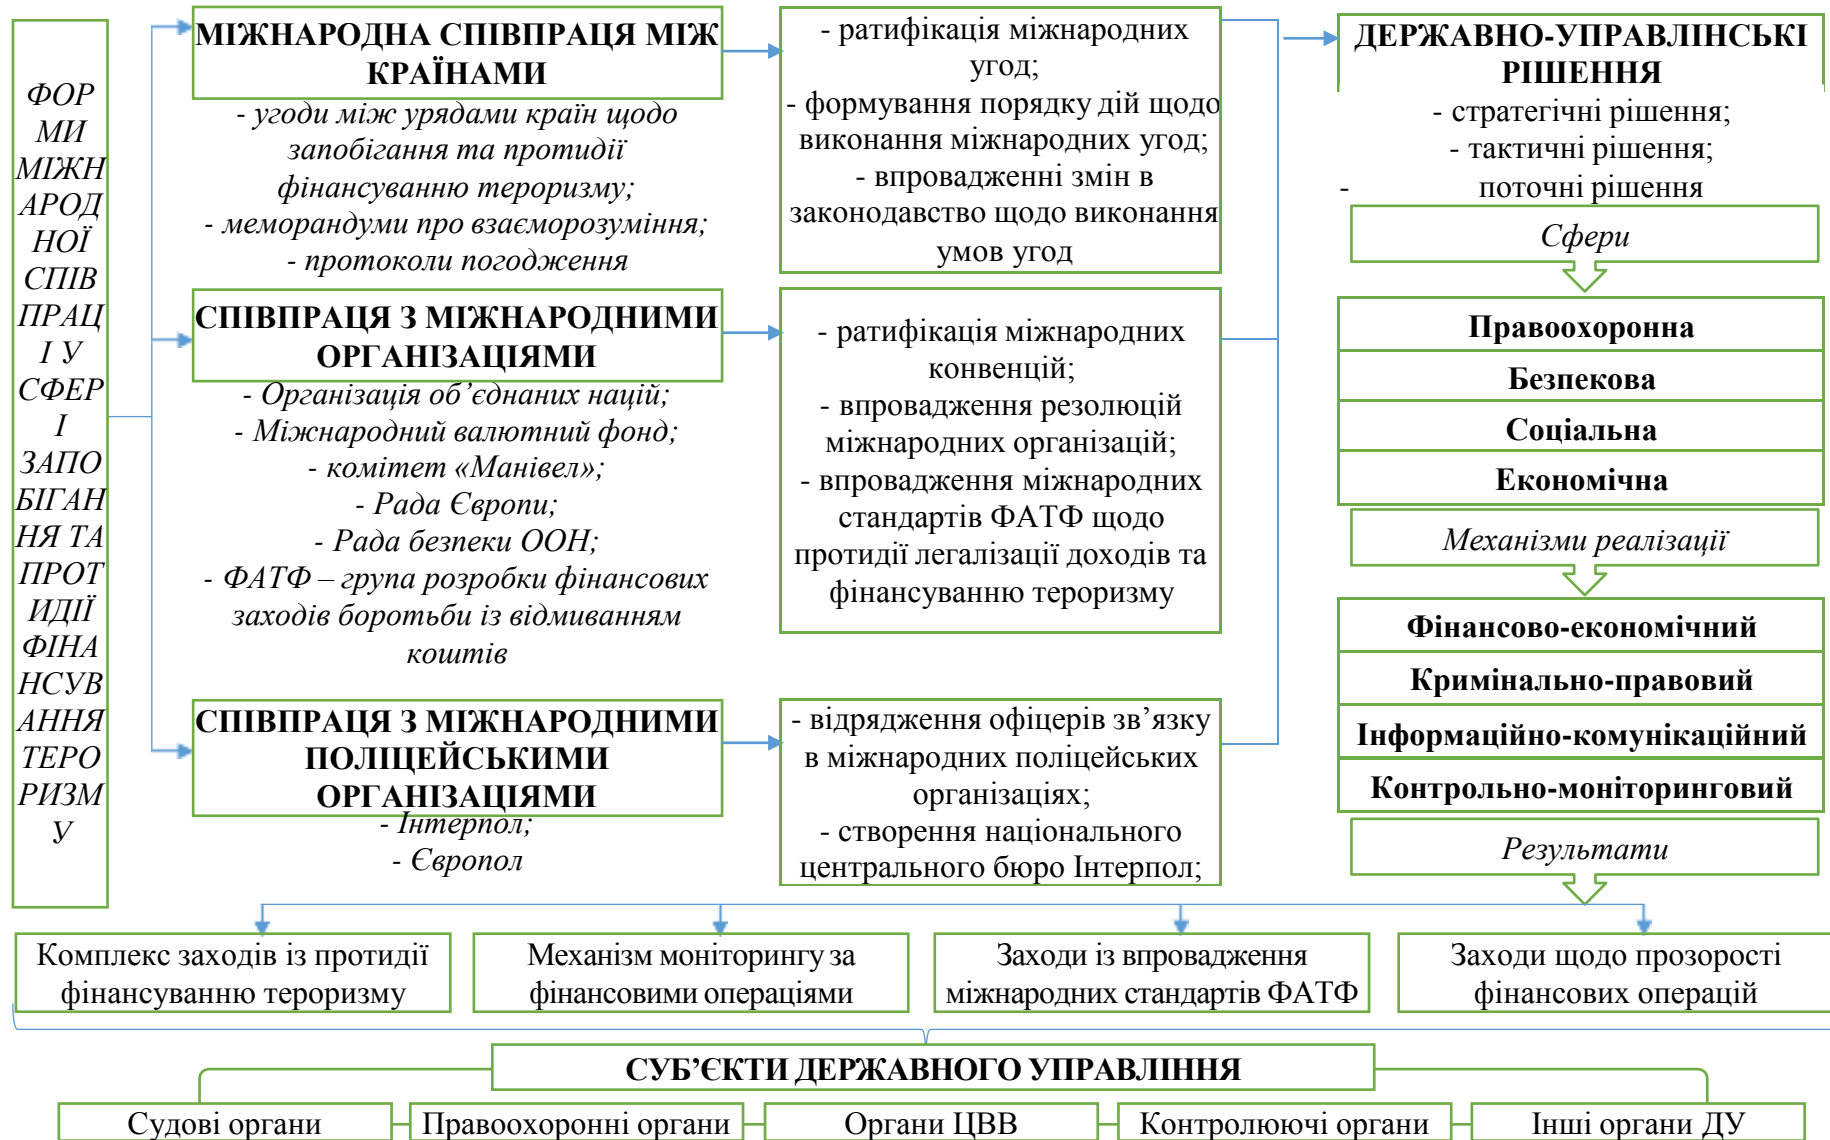 ФОР
МИ
МІЖН
АРОД
НОЇ
СПІВ
ПРАЦ
І У
СФЕР
І
ЗАПО
БІГАН
НЯ ТА
ПРОТ
ИДІЇ
ФІНА
НСУВ
АННЯ
ТЕРО
РИЗМ
У
МІЖНАРОДНА СПІВПРАЦЯ МІЖ
КРАЇНАМИ
- угоди між урядами країн щодо
запобігання та протидії
фінансуванню тероризму;
- меморандуми про взаєморозуміння;
- протоколи погодження
СПІВПРАЦЯ З МІЖНАРОДНИМИ
ОРГАНІЗАЦІЯМИ
- Організація об’єднаних націй;
- Міжнародний валютний фонд;
- комітет «Манівел»;
- Рада Європи;
- Рада безпеки ООН;
- ФАТФ – група розробки фінансових
заходів боротьби із відмиванням
коштів
СПІВПРАЦЯ З МІЖНАРОДНИМИ
ПОЛІЦЕЙСЬКИМИ
ОРГАНІЗАЦІЯМИ
- Інтерпол;
- Європол
- ратифікація міжнародних
угод;
- формування порядку дій щодо
виконання міжнародних угод;
- впровадженні змін в
законодавство щодо виконання
умов угод
- ратифікація міжнародних
конвенцій;
- впровадження резолюцій
міжнародних організацій;
- впровадження міжнародних
стандартів ФАТФ щодо
протидії легалізації доходів та
фінансуванню тероризму
- відрядження офіцерів зв’язку
в міжнародних поліцейських
організаціях;
- створення національного
центрального бюро Інтерпол;
ДЕРЖАВНО-УПРАВЛІНСЬКІ
РІШЕННЯ
- стратегічні рішення;
- тактичні рішення;
- поточні рішення
Сфери
Правоохоронна
Безпекова
Соціальна
Економічна
Механізми реалізації
Фінансово-економічний
Кримінально-правовий
Інформаційно-комунікаційний
Контрольно-моніторинговий
Результати
Комплекс заходів із протидії
фінансуванню тероризму
Механізм моніторингу за
фінансовими операціями
Заходи із впровадження
міжнародних стандартів ФАТФ
Заходи щодо прозорості
фінансових операцій
СУБ’ЄКТИ ДЕРЖАВНОГО УПРАВЛІННЯ
Судові органи
Правоохоронні органи
Органи ЦВВ
Контролюючі органи
Інші органи ДУ